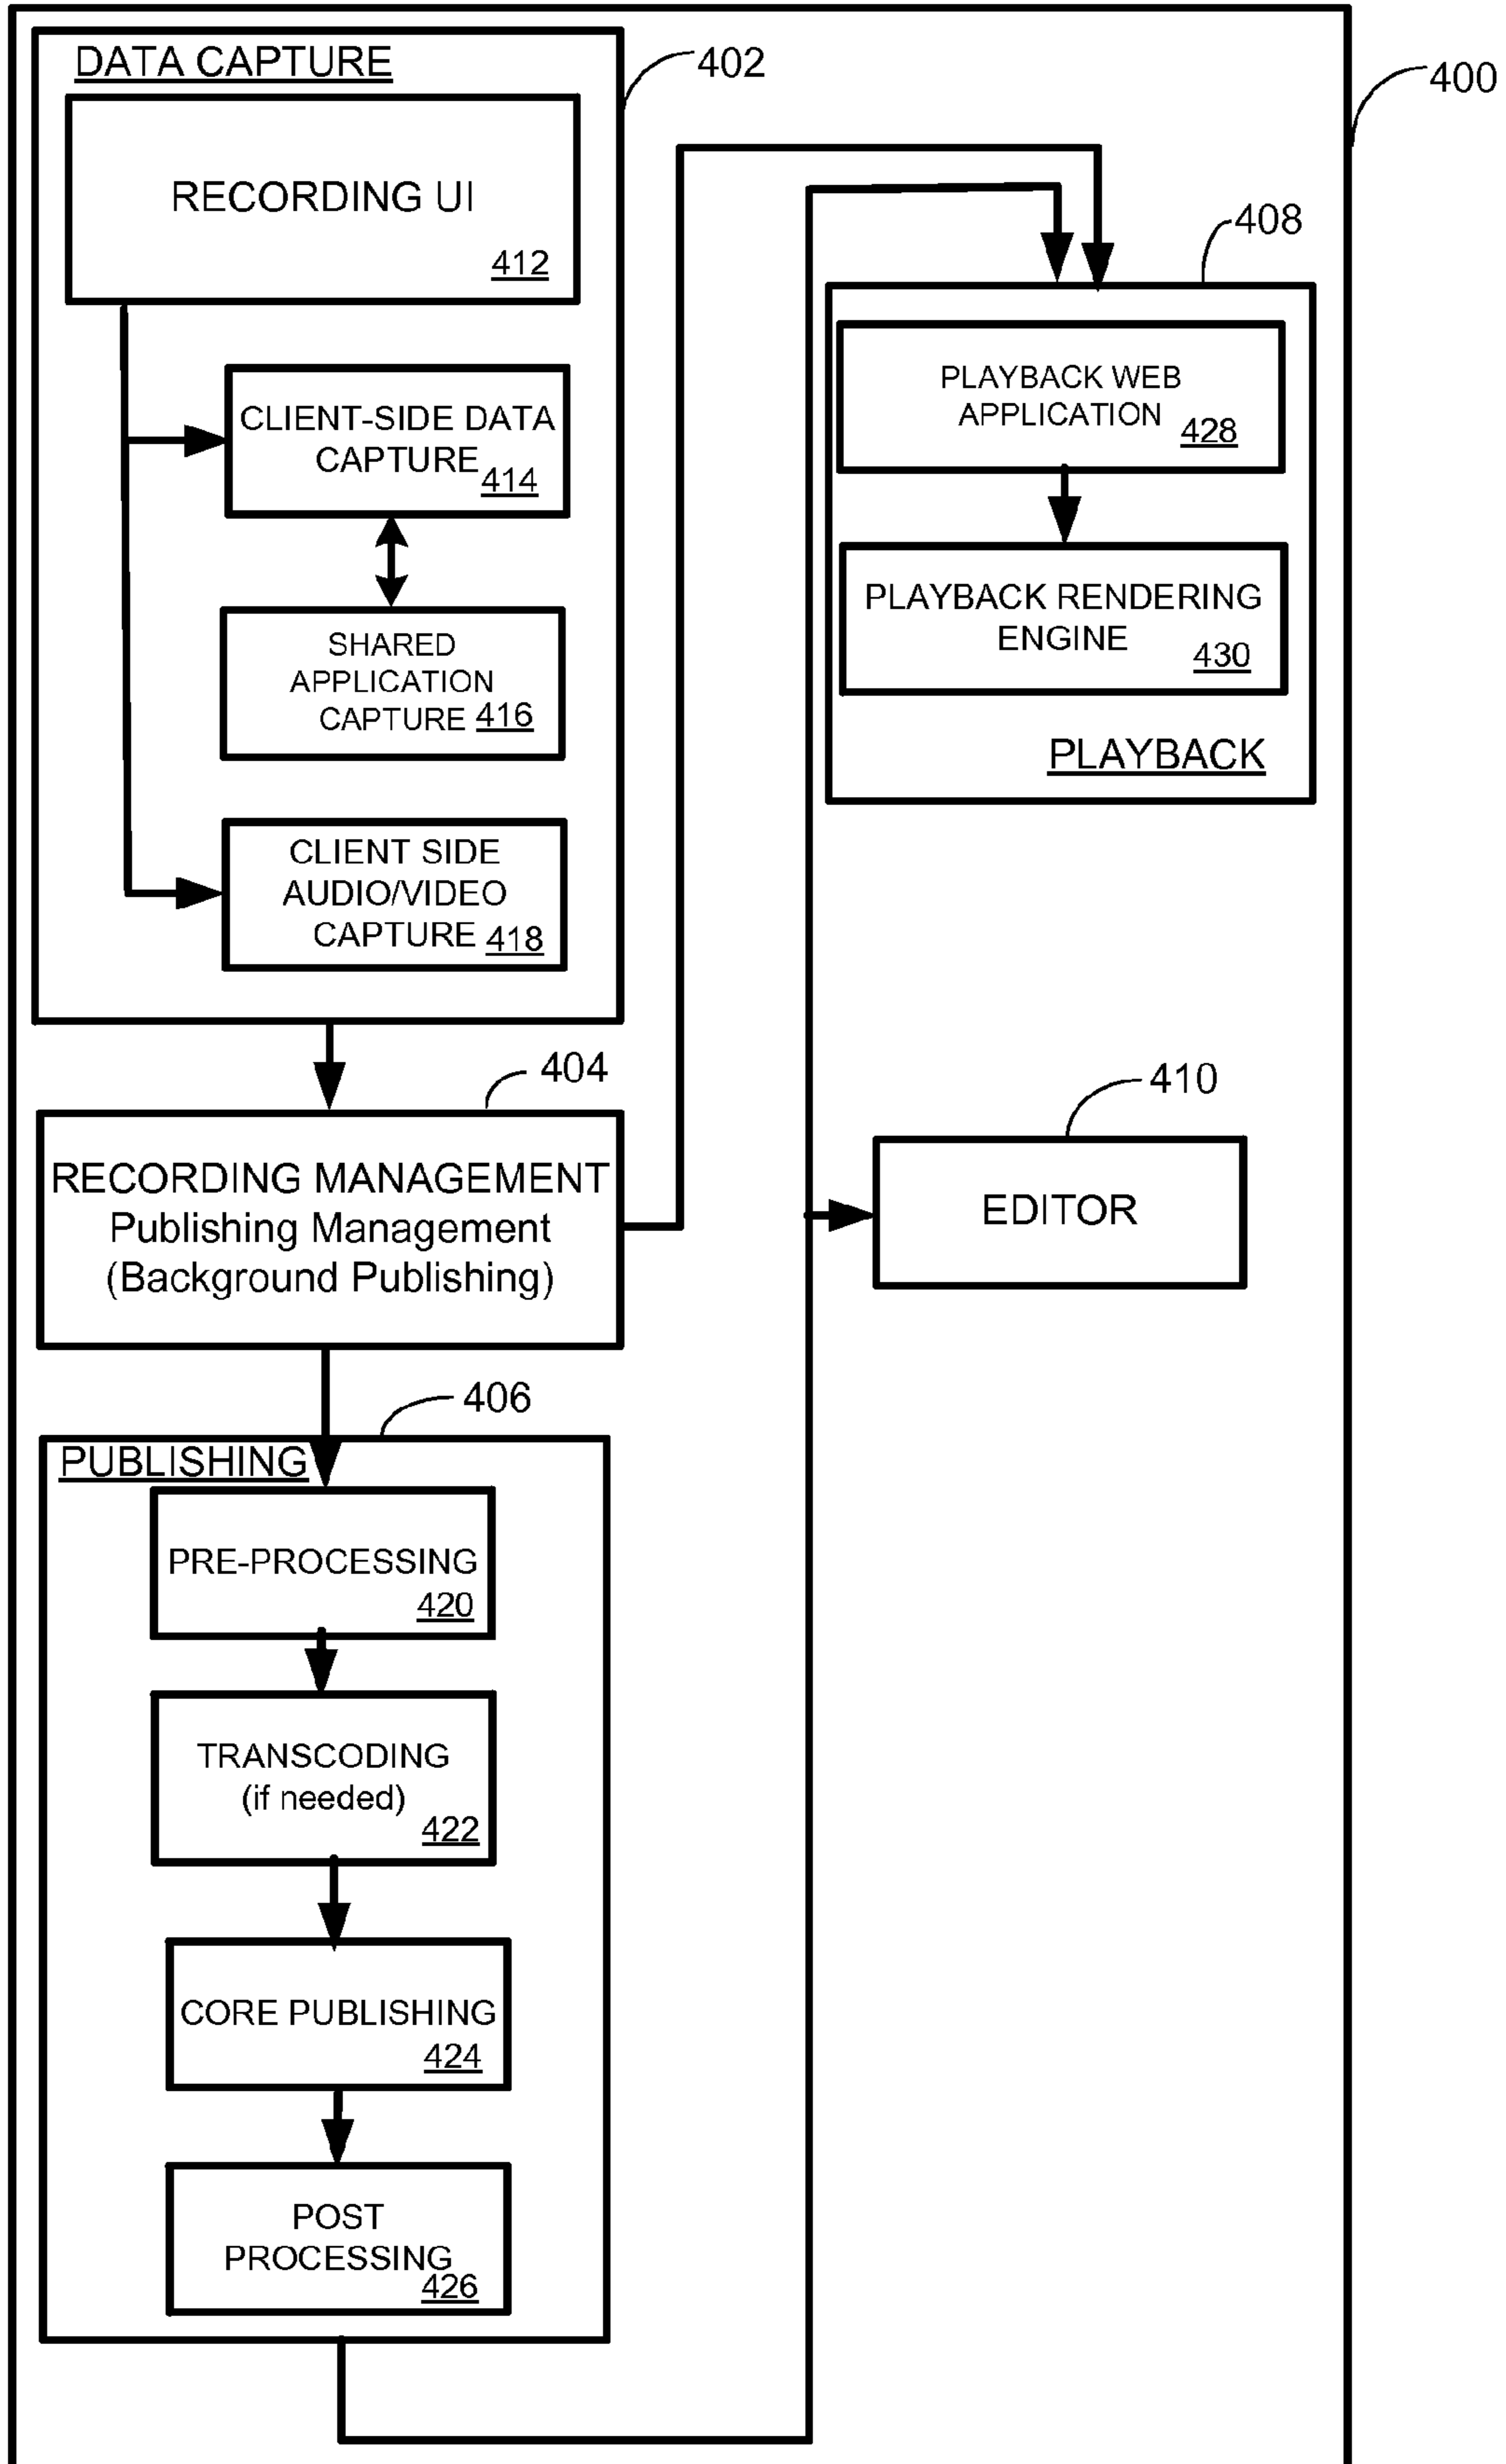 DATA CAPTURE
402
400
RECORDING UI
412
CLIENT-SIDE DATA
CAPTURE 414
SHARED
APPLICATION
CAPTURE 416
CLIENT SIDE
AUDIO/VIDEO
CAPTURE 418
408
PLAYBACK WEB
APPLICATION 428
PLAYBACK RENDERING
ENGINE 430
PLAYBACK
404
RECORDING MANAGEMENT
Publishing Management
(Background Publishing)
410
EDITOR
406
PUBLISHING
PRE-PROCESSING
420
TRANSCODING
(if needed)
422
CORE PUBLISHING
424
POST
PROCESSING
426